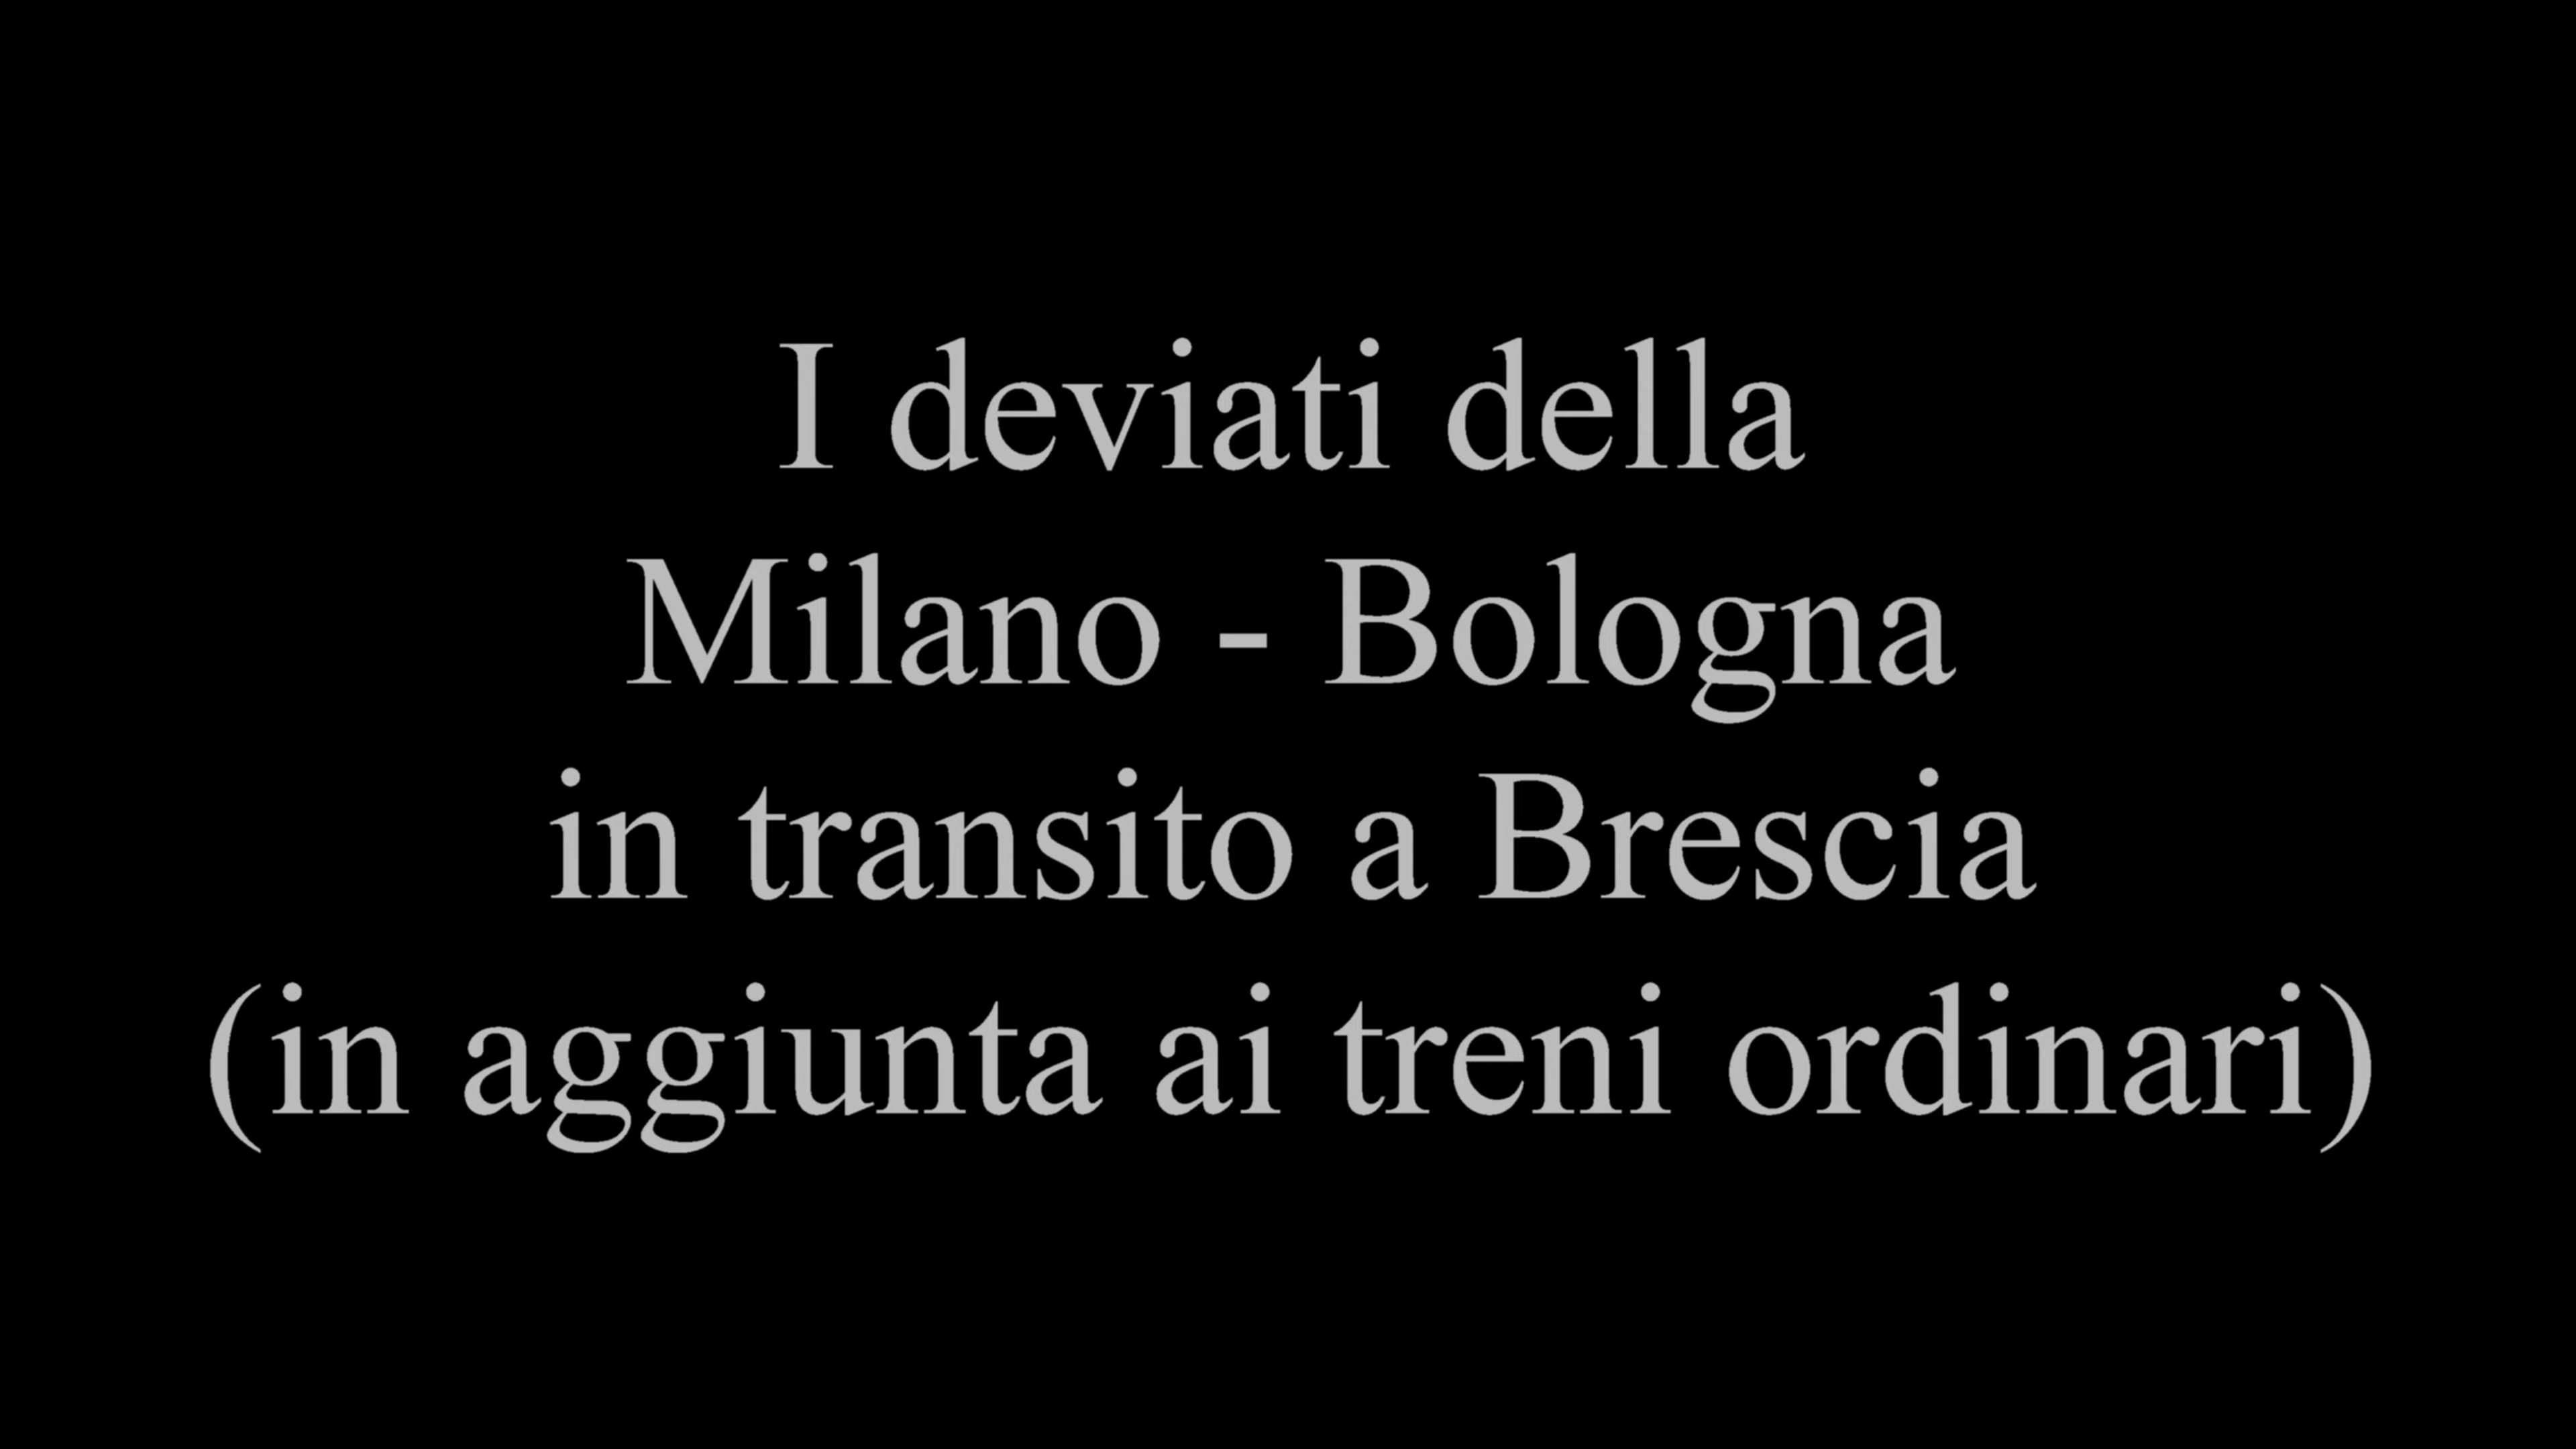 I deviati della
Milano - Bologna
in transito a Brescia
(in aggiunta ai treni ordinari)